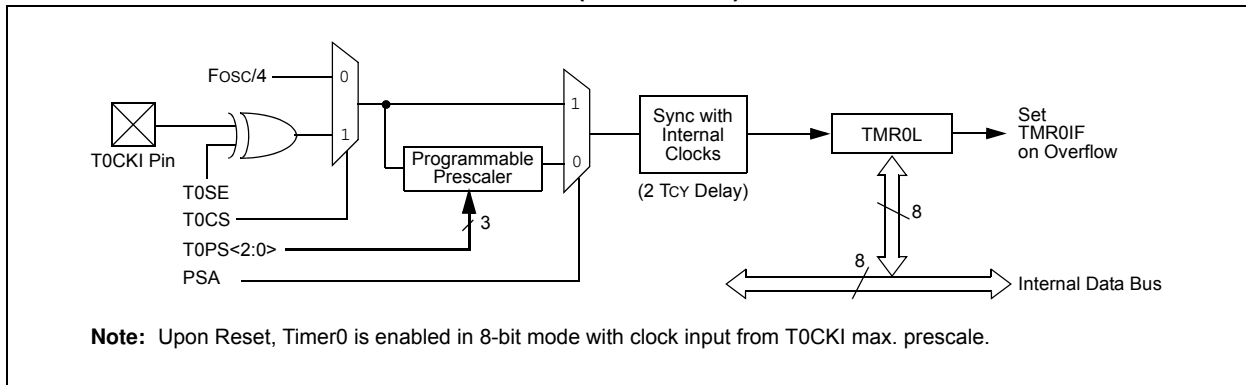 FOSC/4
0
1
T0CKI Pin
T0SE
T0CS
T0PS<2:0>
PSA
Programmable
Prescaler
3
1
0
Sync with
Internal
Clocks
(2 TCY Delay)
TMR0L
Set
TMR0IF
on Overflow
8
8
Internal Data Bus
Note: Upon Reset, Timer0 is enabled in 8-bit mode with clock input from T0CKI max. prescale.